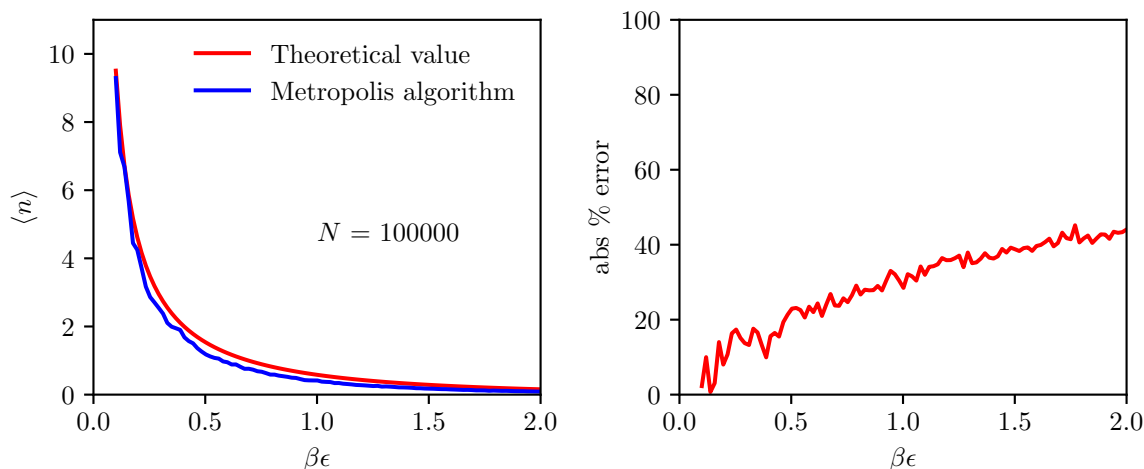 ⟨n⟩
10
8
6
4
2
0
Theoretical value
Metropolis algorithm
N = 100000
0.0 0.5 1.0 1.5 2.0
βϵ
abs % error
100
80
60
40
20
0
0.0 0.5 1.0 1.5 2.0
βϵ